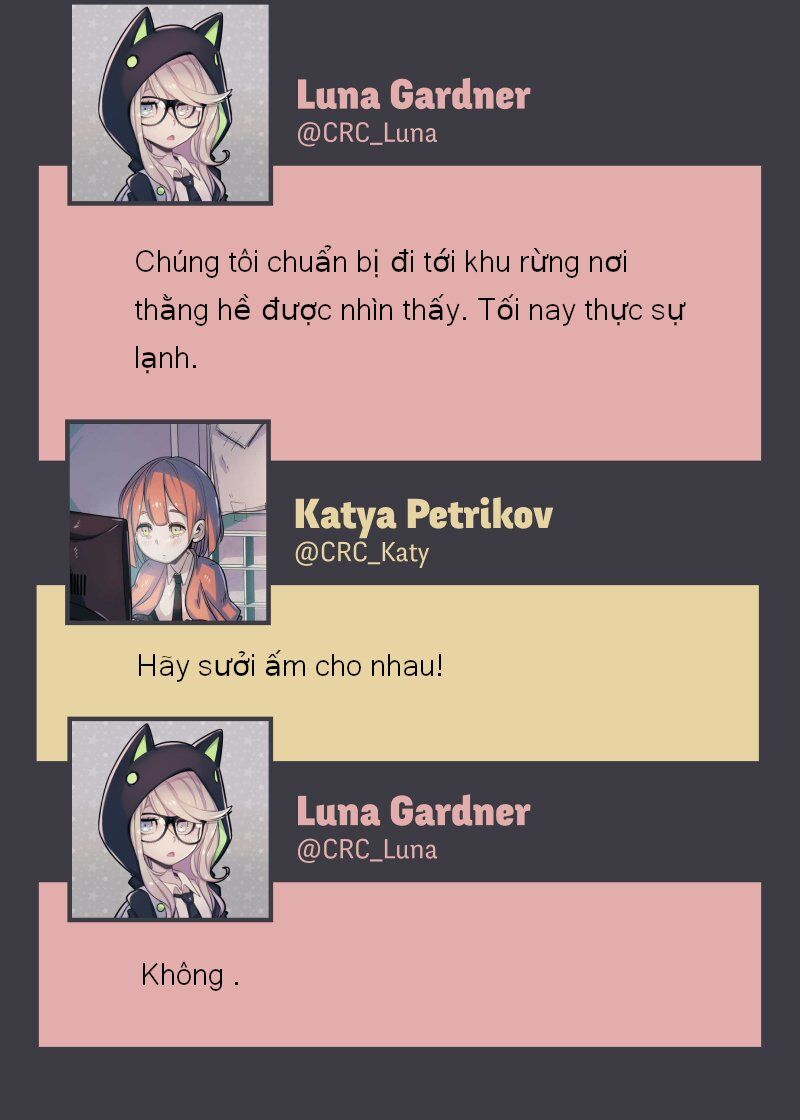 Luna Gardner
@CRC_Luna
Chúng tôi chuẩn bị đi tới khu rừng nơi
thằng hề được nhìn thấy. Tối nay thực sự
lạnh.
Katya Petrikov
@CRC_Katy
Hãy sưởi ấm cho nhau!
Luna Gardner
@CRC_Luna
Không .